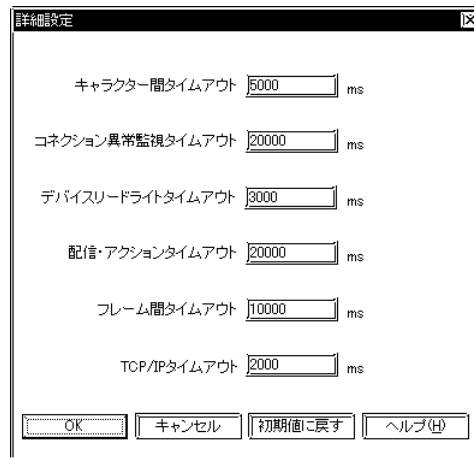 詳細設定
キャラクター間タイムアウト 5000 ms
コネクション異常監視タイムアウト 20000 ms
デバイスリードライトタイムアウト 3000 ms
配信・アクションタイムアウト 20000 ms
フレーム間タイムアウト 10000 ms
TCP/IPタイムアウト 2000 ms
OK キャンセル 初期値に戻す ヘルプ(H)